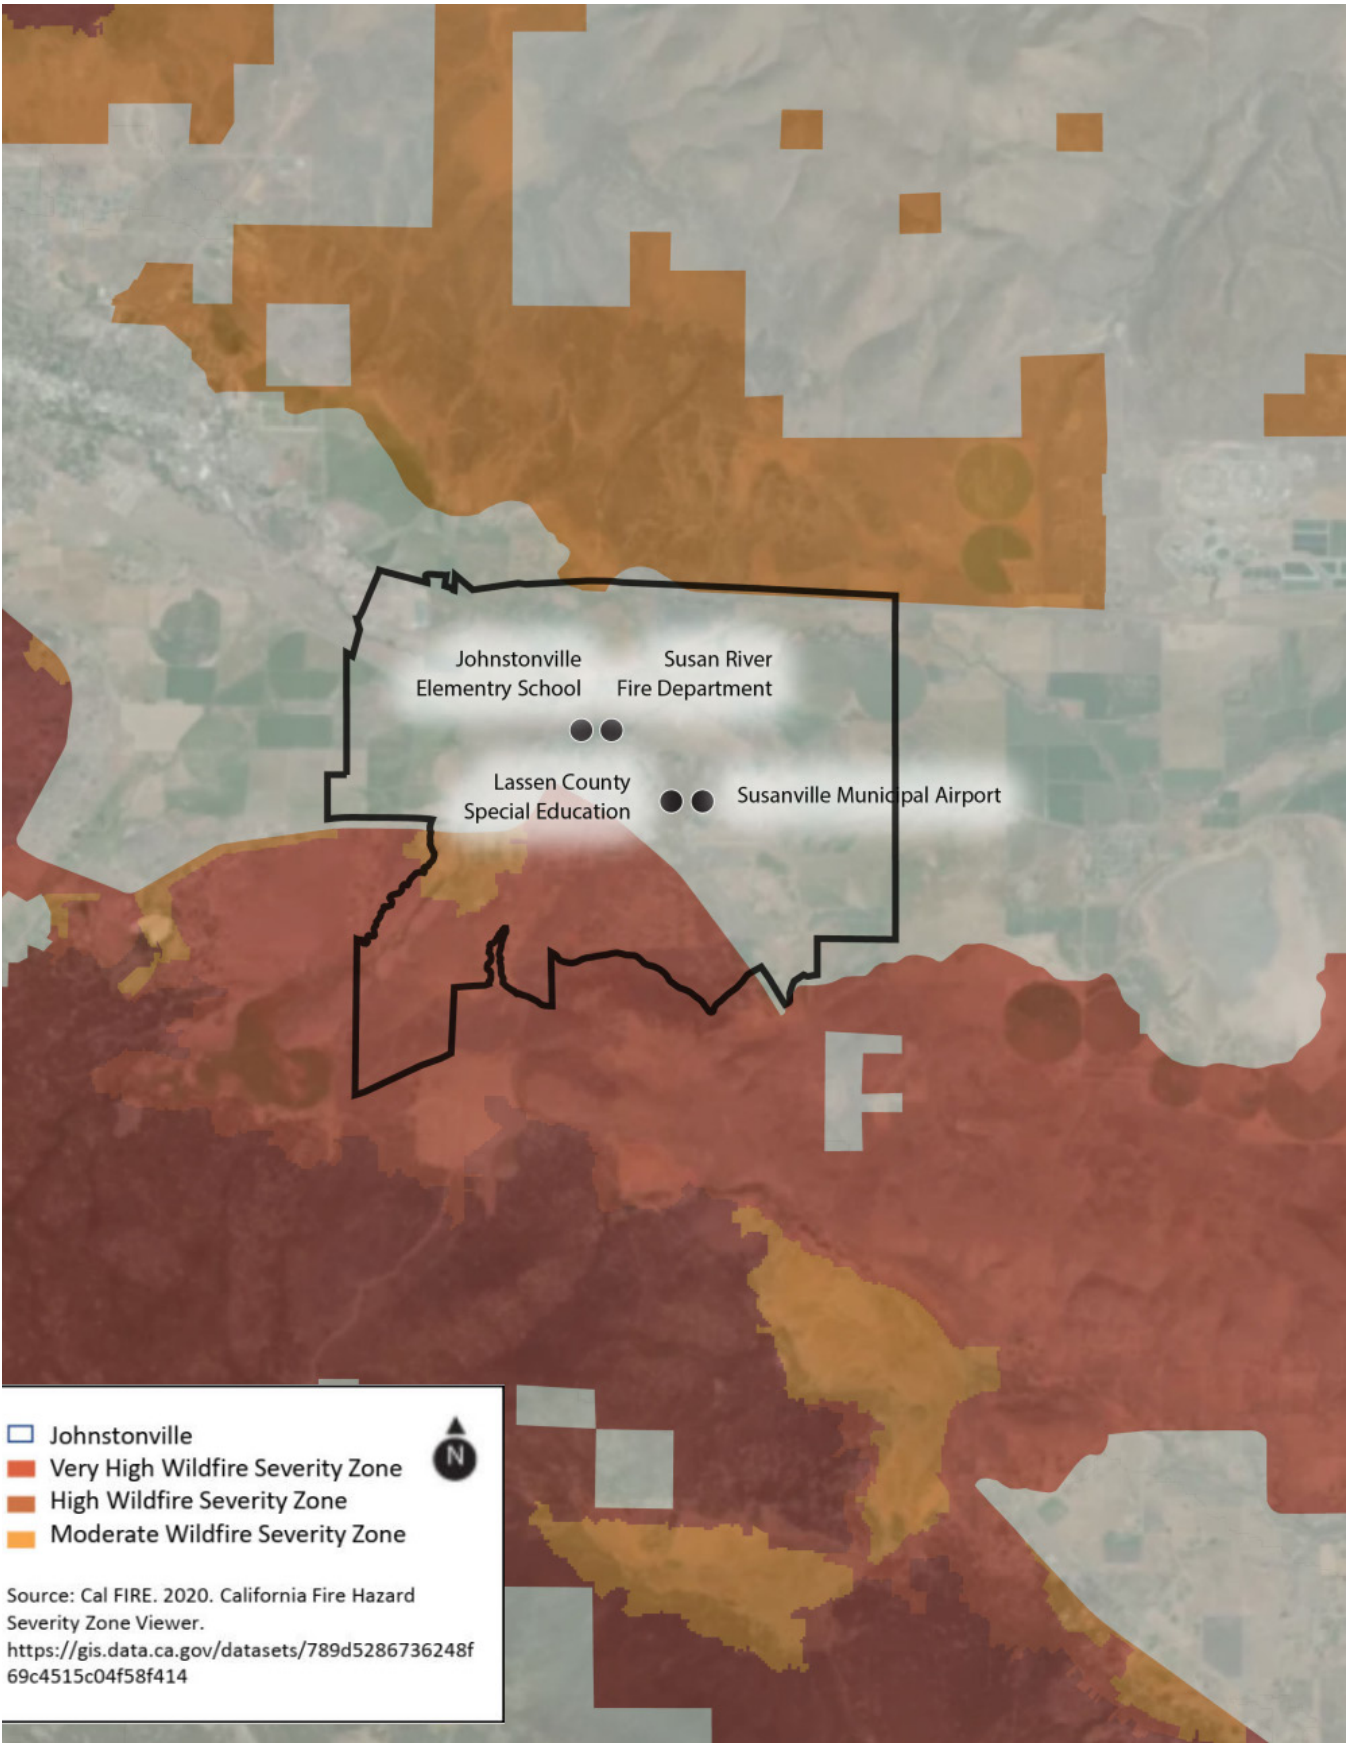 Johnstonville
Elementry School
Susan River
Fire Department
Lassen County
Special Education
Susanville Municipal Airport
Johnstonville
Very High Wildfire Severity Zone
High Wildfire Severity Zone
Moderate Wildfire Severity Zone
N
Source: Cal FIRE. 2020. California Fire Hazard
Severity Zone Viewer.
https://gis.data.ca.gov/datasets/789d5286736248f
69c4515c04f58f414